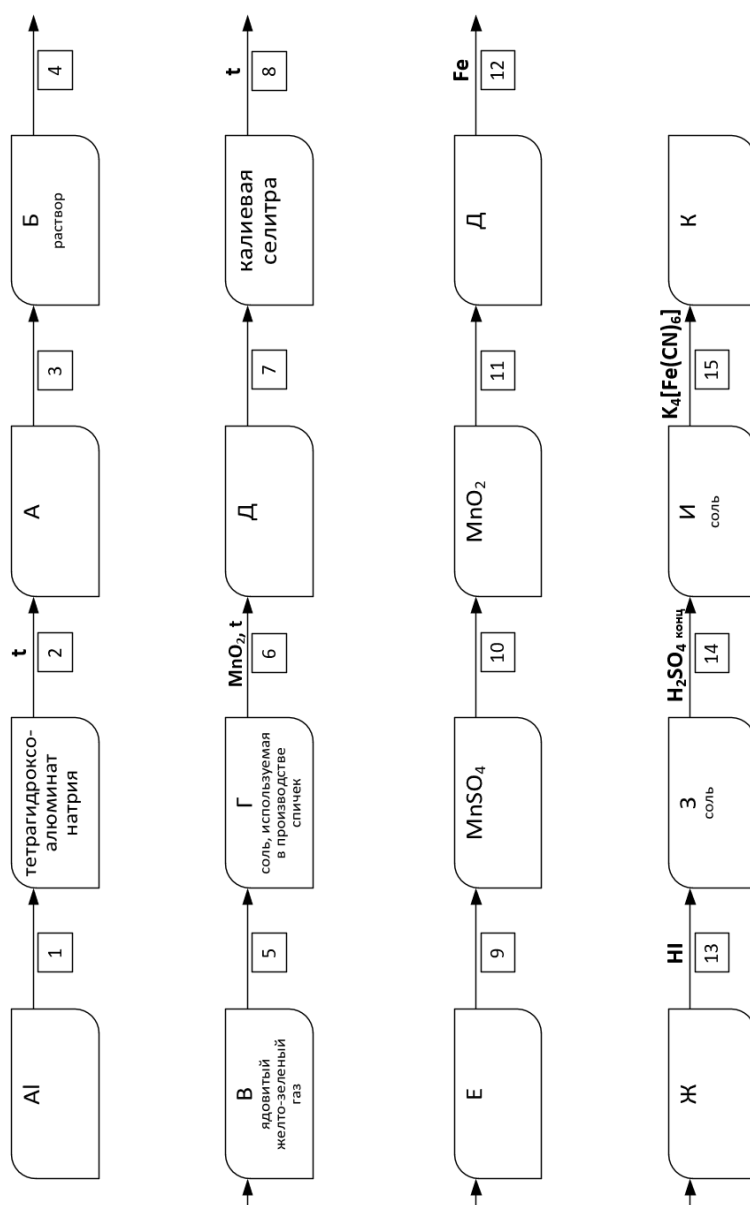 Al
1
тетрагидроксо-
алюминат
натрия
t
2
А
3
Б
раствор
4
В
ядовитый
желто-зеленый
газ
5
Г
соль, используемая
в производстве
спичек
MnO₂, t
6
Д
7
калиевая
селитра
t
8
Е
9
MnSO₄
10
MnO₂
11
Д
Fe
12
Ж
HI
13
З
соль
H₂SO₄ конц
14
И
соль
K₄[Fe(CN)₆]
15
К